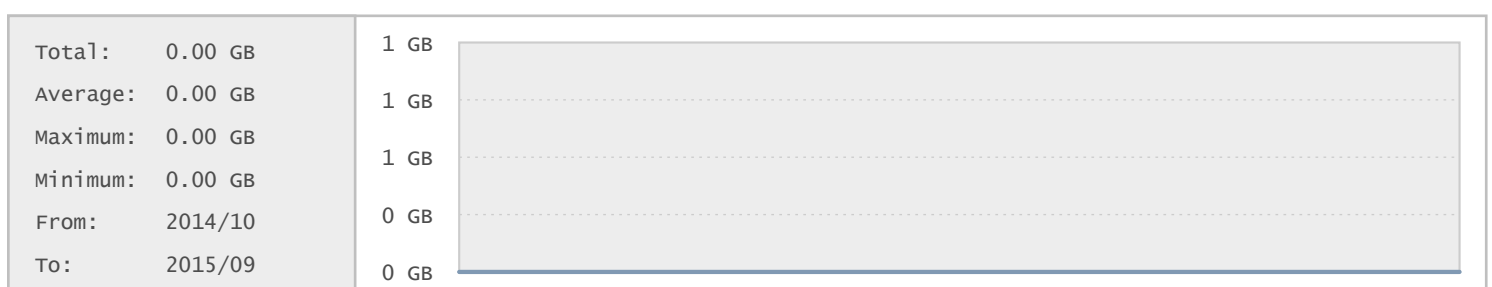 Total: 0.00 GB
Average: 0.00 GB
Maximum: 0.00 GB
Minimum: 0.00 GB
From: 2014/10
To: 2015/09
1 GB
1 GB
1 GB
0 GB
0 GB